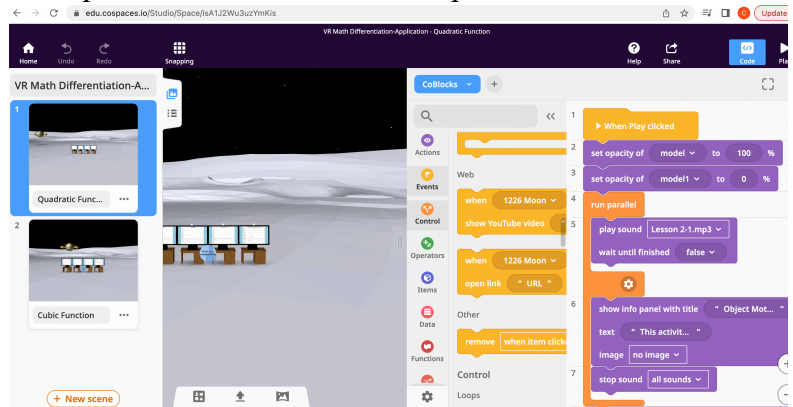 edu.cospaces.io/Studio/Space/isA1J2Wu3uzYmKis
C
Update
VR Math Differentiation-Application - Quadratic Function
Home
Undo
Redo
Snapping
Help
Share
Code
Pla
VR Math Differentiation-A...
1
Quadratic Func...
2
Cubic Function
+ New scene
CoBlocks
Actions
Events
Control
Operators
Items
Data
Functions
Web
when 1226 Moon
show YouTube video
when 1226 Moon
open link " URL "
Other
remove when item click
Control
Loops
1
When Play clicked
2
set opacity of model to 100 %
3
set opacity of model1 to 0 %
4
run parallel
5
play sound Lesson 2-1.mp3
wait until finished false
6
show info panel with title " Object Mot... "
text " This activit... "
image no image
7
stop sound all sounds